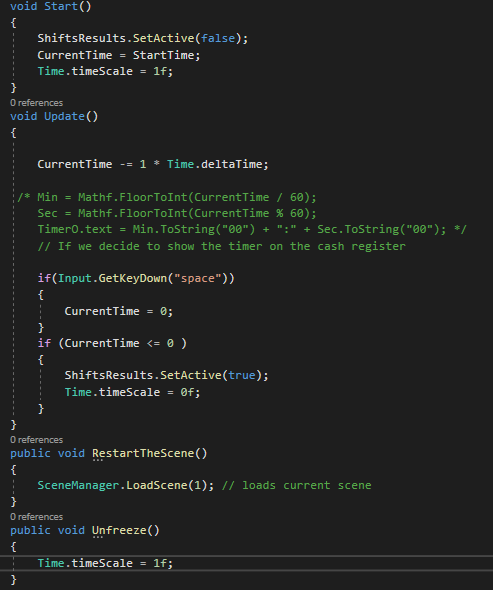 void Start()
{
ShiftsResults.SetActive(false);
CurrentTime = StartTime;
Time.timeScale = 1f;
}
0 references
void Update()
{
CurrentTime -= 1 * Time.deltaTime;
/* Min = Mathf.FloorToInt(CurrentTime / 60);
Sec = Mathf.FloorToInt(CurrentTime % 60);
TimerO.text = Min.ToString("00") + ":" + Sec.ToString("00"); */
// If we decide to show the timer on the cash register
if(Input.GetKeyDown("space"))
{
CurrentTime = 0;
}
if (CurrentTime <= 0 )
{
ShiftsResults.SetActive(true);
Time.timeScale = 0f;
}
}
0 references
public void RestartTheScene()
{
SceneManager.LoadScene(1); // loads current scene
}
0 references
public void Unfreeze()
{
Time.timeScale = 1f;
}